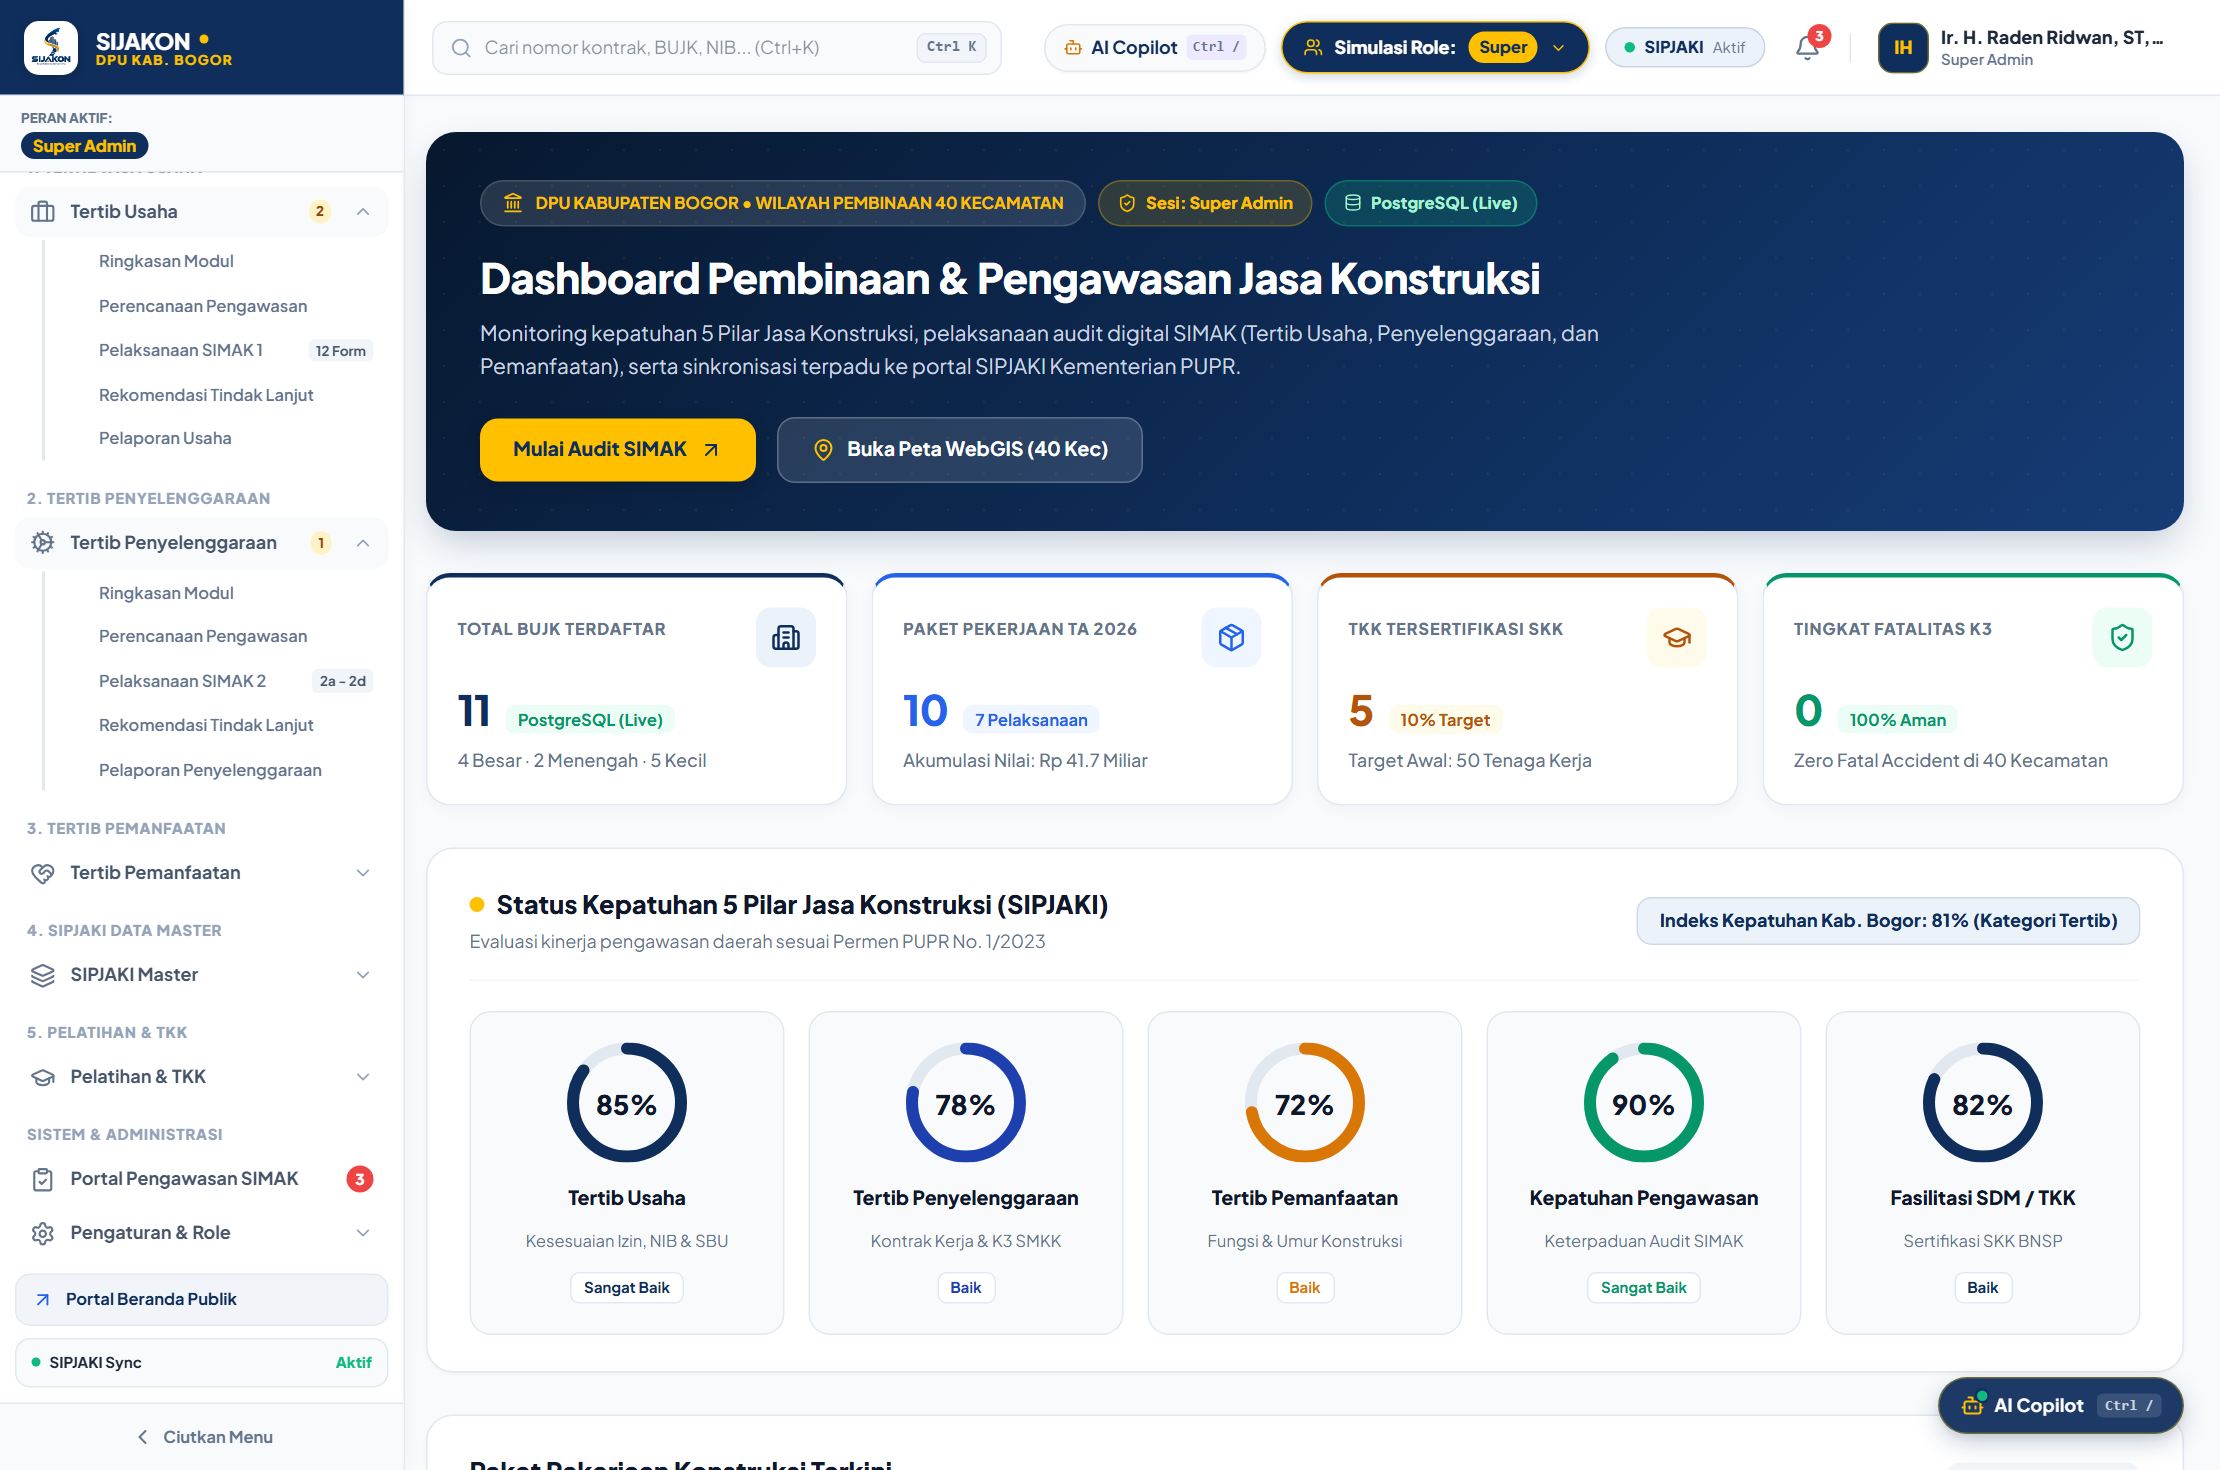 SIJAKON
SIJAKON
DPU KAB. BOGOR
Cari nomor kontrak, BUJK, NIB... (Ctrl+K)
Ctrl K
AI Copilot
Ctrl /
Simulasi Role:
Super
SIPJAKI
Aktif
3
IH
Ir. H. Raden Ridwan, ST,...
Super Admin
PERAN AKTIF:
Super Admin
Tertib Usaha
2
Ringkasan Modul
Perencanaan Pengawasan
Pelaksanaan SIMAK 1
12 Form
Rekomendasi Tindak Lanjut
Pelaporan Usaha
2. TERTIB PENYELENGGARAAN
Tertib Penyelenggaraan
1
Ringkasan Modul
Perencanaan Pengawasan
Pelaksanaan SIMAK 2
2a - 2d
Rekomendasi Tindak Lanjut
Pelaporan Penyelenggaraan
3. TERTIB PEMANFAATAN
Tertib Pemanfaatan
4. SIPJAKI DATA MASTER
SIPJAKI Master
5. PELATIHAN & TKK
Pelatihan & TKK
SISTEM & ADMINISTRASI
Portal Pengawasan SIMAK
3
Pengaturan & Role
Portal Beranda Publik
SIPJAKI Sync
Aktif
Ciutkan Menu
DPU KABUPATEN BOGOR ● WILAYAH PEMBINAAN 40 KECAMATAN
Sesi: Super Admin
PostgreSQL (Live)
Dashboard Pembinaan & Pengawasan Jasa Konstruksi
Monitoring kepatuhan 5 Pilar Jasa Konstruksi, pelaksanaan audit digital SIMAK (Tertib Usaha, Penyelenggaraan, dan
Pemanfaatan), serta sinkronisasi terpadu ke portal SIPJAKI Kementerian PUPR.
Mulai Audit SIMAK
Buka Peta WebGIS (40 Kec)
TOTAL BUJK TERDAFTAR
11
PostgreSQL (Live)
4 Besar · 2 Menengah · 5 Kecil
PAKET PEKERJAAN TA 2026
10
7 Pelaksanaan
Akumulasi Nilai: Rp 41.7 Miliar
TKK TERSERTIFIKASI SKK
5
10% Target
Target Awal: 50 Tenaga Kerja
TINGKAT FATALITAS K3
0
100% Aman
Zero Fatal Accident di 40 Kecamatan
Status Kepatuhan 5 Pilar Jasa Konstruksi (SIPJAKI)
Evaluasi kinerja pengawasan daerah sesuai Permen PUPR No. 1/2023
Indeks Kepatuhan Kab. Bogor: 81% (Kategori Tertib)
85%
Tertib Usaha
Kesesuaian Izin, NIB & SBU
Sangat Baik
78%
Tertib Penyelenggaraan
Kontrak Kerja & K3 SMKK
Baik
72%
Tertib Pemanfaatan
Fungsi & Umur Konstruksi
Baik
90%
Kepatuhan Pengawasan
Keterpaduan Audit SIMAK
Sangat Baik
82%
Fasilitasi SDM / TKK
Sertifikasi SKK BNSP
Baik
AI Copilot
Ctrl /
Paket Pekerjaan Konstruksi Terkini